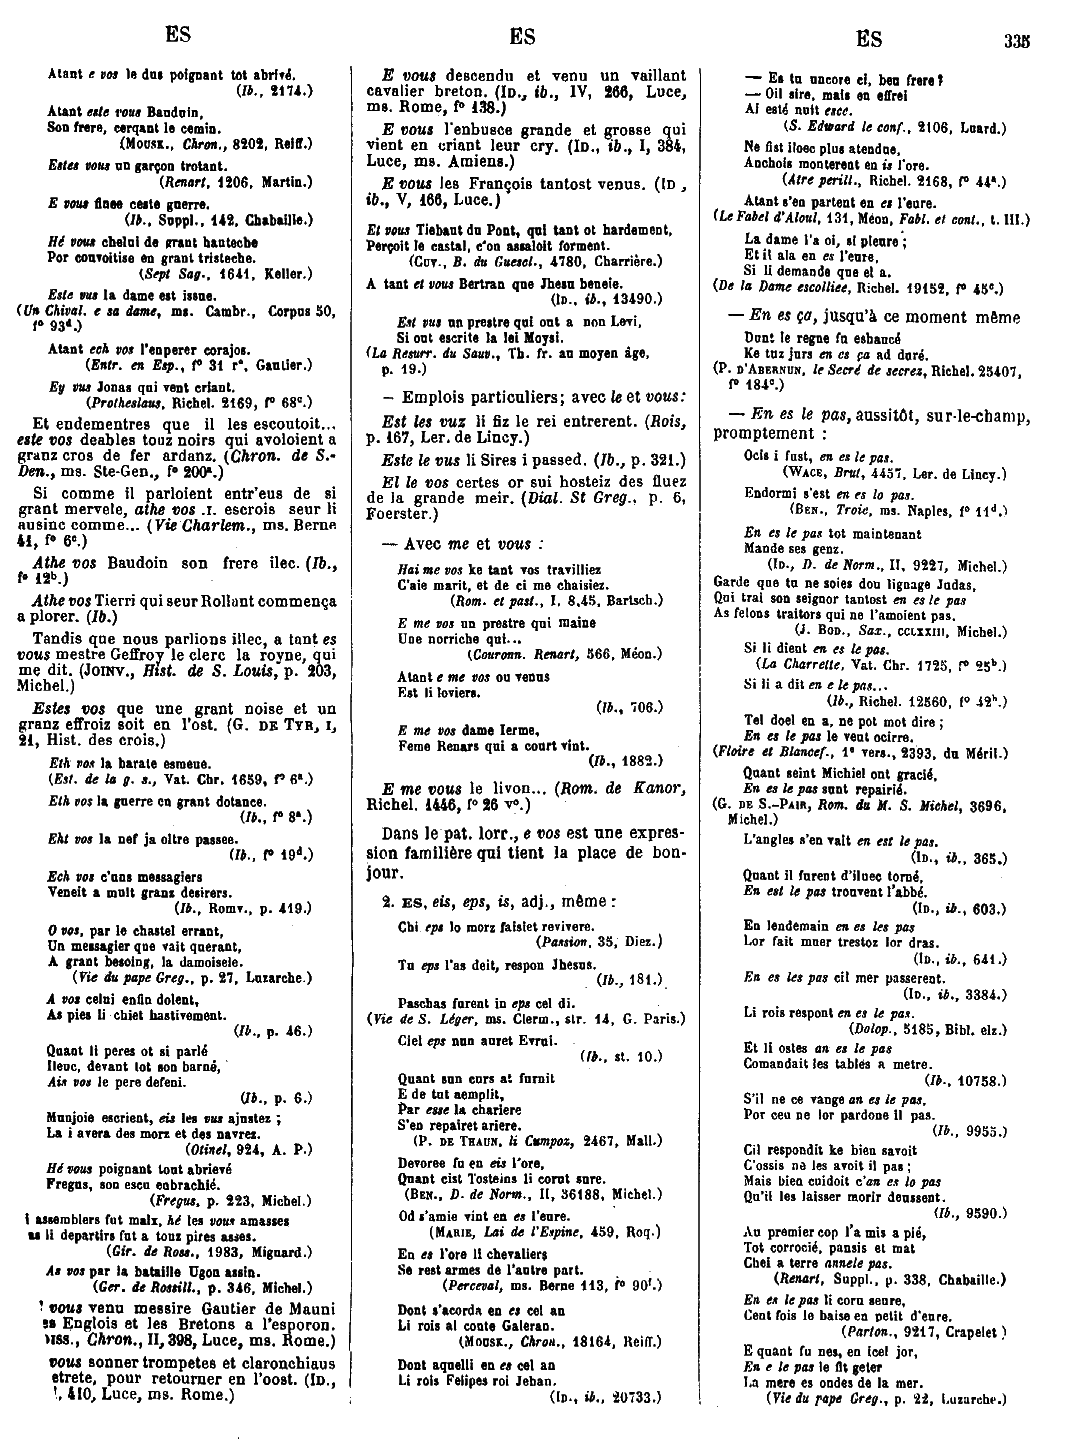 ES
ES
ES
335
Atant e vos le dus poignant tot abrivé.
(Ib., 2174.)
Atant este vous Bauduin,
Son frere, cerqant le cemin.
(Mousk., Chron., 8202, Reiff.)
Estes vous un garçon trotant.
(Renart, 1206, Martin.)
E vous finee ceste guerre.
(Ib., Suppl., 142, Chabaille.)
Hé vous chelui de grant hauteche
Por convoitise en grant tristeche.
(Sept Sag., 1641, Keller.)
Este vus la dame est issue.
(Un Chival. e sa dame, ms. Cambr., Corpus 50,
fº 93d.)
Atant ech vos l'enperer corajos.
(Entr. en Esp., fº 31 rº, Gautier.)
Ey vus Jonas qui vent criant.
(Protheslaus, Richel. 2169, fº 68c.)
Et endementres que il les escoutoit...
este vos deables touz noirs qui avoloient a
granz cros de fer ardanz. (Chron. de S.-
Den., ms. Ste-Gen., fº 200a.)
Si comme il parloient entr'eus de si
grant mervele, athe vos .I. escrois seur li
ausinc comme... (Vie Charlem., ms. Berne
41, fº 6c.)
Athe vos Baudoin son frere ilec. (Ib.,
fº 12b.)
Athe vos Tierri qui seur Rollant commença
a plorer. (Ib.)
Tandis que nous parlions illec, a tant es
vous mestre Geffroy le clerc la royne, qui
me dit. (Joinv., Hist. de S. Louis, p. 203,
Michel.)
Estes vos que une grant noise et un
granz effroiz soit en l'ost. (G. de Tyr, I,
21, Hist. des crois.)
Eth vos la barate esmeue.
(Est. de la g. s., Vat. Chr. 1659, fº 6a.)
Eth vos la guerre en grant dotance.
(Ib., fº 8a.)
Eht vos la nef ja oltre passee.
(Ib., fº 19d.)
Ech vos c'uns messagiers
Veneit a mult granz desirers.
(Ib., Romv., p. 419.)
O vos, par le chastel errant,
Un messagier que vait querant,
A grant besoing, la damoisele.
(Vie du pape Greg., p. 27, Luzarche.)
A vos celui enfin dolent,
As pies li chiet hastivement.
(Ib., p. 46.)
Quant li peres ot si parlé
Ileuc, devant tot son barné,
Ais vos le pere defeni.
(Ib., p. 6.)
Munjoie escrient, eis les vus ajustez ;
La i avera des morz et des navrez.
(Otinel, 924, A. P.)
Hé vous poignant tout abrievé
Fregus, son escu enbrachié.
(Fregus, p. 223, Michel.)
i assemblers fut malx, hé les vous amasses
as li departirs fut a touz pires asses.
(Gir. de Ross., 1983, Mignard.)
As vos par la bataille Ugon assin.
(Ger. de Rossill., p. 346, Michel.)
vous venu messire Gautier de Mauni
es Englois et les Bretons a l'esporon.
iss., Chron., II, 398, Luce, ms. Rome.)
vous sonner trompetes et claronchiaus
etrete, pour retourner en l'oost. (Id.,
410, Luce, ms. Rome.)
E vous descendu et venu un vaillant
cavalier breton. (Id., ib., IV, 266, Luce,
ms. Rome, fº 138.)
E vous l'enbusce grande et grosse qui
vient en criant leur cry. (Id., ib., I, 384,
Luce, ms. Amiens.)
E vous les François tantost venus. (Id ,
ib., V, 166, Luce.)
Et vous Tiebaut du Pont, qui tant ot hardement,
Perçoit le castal, c'on assaloit forment.
(Cuv., B. du Guescl., 4780, Charrière.)
A tant et vous Bertran que Jhesu beneie.
(Id., ib., 13490.)
Est vus un prestre qui out a non Levi,
Si out escrite la lei Moysi.
(La Resurr. du Sauv., Th. fr. au moyen âge,
p. 19.)
– Emplois particuliers; avec le et vous:
Est les vuz li fiz le rei entrerent. (Rois,
p. 167, Ler. de Lincy.)
Este le vus li Sires i passed. (Ib., p. 321.)
El le vos certes or sui hosteiz des fluez
de la grande meir. (Dial. St Greg., p. 6,
Foerster.)
— Avec me et vous :
Hai me vos ke tant vos travilliez
C'aie marit, et de ci me chaisiez.
(Rom. et past., I, 8,45, Bartsch.)
E me vos un prestre qui maine
Une norriche qui...
(Couronn. Renart, 566, Méon.)
Atant e me vos ou venus
Est li loviers.
(Ib., 706.)
E me vos dame Ierme,
Feme Renars qui a court vint.
(Ib., 1882.)
E me vous le livon... (Rom. de Kanor,
Richel. 1446, fº 26 vº.)
Dans le pat. lorr., e vos est une expres-
sion familière qui tient la place de bon-
jour.
2. ES, eis, eps, is, adj., même :
Chi eps lo morz faisiet revivere.
(Passion, 35, Diez.)
Tu eps l'as deit, respon Jhesus.
(Ib., 181.)
Paschas furent in eps cel di.
(Vie de S. Léger, ms. Clerm., str. 14, G. Paris.)
Ciel eps nun auret Evrui.
(Ib., st. 10.)
Quant sun curs at furnit
E de tut aemplit,
Par esse la chariere
S'en repairet ariere.
(P. de Thaun, li Cumpoz, 2467, Mall.)
Devoree fu en eis l'ore,
Quant cist Tosteins li corut sure.
(Ben., D. de Norm., II, 36188, Michel.)
Od s'amie vint en es l'eure.
(Marie, Lai de l'Espine, 459, Roq.)
En es l'ore li chevaliers
Se rest armes de l'autre part.
(Perceval, ms. Berne 113, fº 90f.)
Dont s'acorda en es cel an
Li rois al conte Galeran.
(Mousk., Chron., 18164, Reiff.)
Dont aquelli en es cel an
Li rois Felipes roi Jehan.
(Id., ib., 20733.)
— Es tu uncore ci, beu frere ?
— Oil sire, mais en effrei
Ai esté nuit esce.
(S. Edward le conf., 2106, Luard.)
Ne fist iloec plus atendue,
Anchois monterent en is l'ore.
(Atre perill., Richel. 2168, fº 44a.)
Atant s'en partent en es l'eure.
(Le Fabel d'Aloul, 131, Méon, Fabl. et cont., t. III.)
La dame l'a oi, si pleure ;
Et il ala en es l'eure,
Si li demande que el a.
(De la Dame escolliee, Richel. 19152, fº 45c.)
— En es ça, jusqu'à ce moment même
Dunt le regne fu eshaucé
Ke tuz jurs en es ça ad duré.
(P. d'Abernun, le Secré de secrez, Richel. 25407,
fº 184c.)
— En es le pas, aussitôt, sur-le-champ,
promptement :
Ocis i fust, en es le pas.
(Wace, Brut, 4457, Ler. de Lincy.)
Endormi s'est en es lo pas.
(Ben., Troie, ms. Naples, fº 11d.)
En es le pas tot maintenant
Mande ses genz.
(Id., D. de Norm., II, 9227, Michel.)
Garde que tu ne soies dou lignage Judas,
Qui trai son seignor tantost en es le pas
As felons traitors qui ne l'amoient pas.
(J. Bod., Sax., CCLXXIII, Michel.)
Si li dient en es le pas.
(La Charrette, Vat. Chr. 1725, fº 25b.)
Si li a dit en e le pas...
(Ib., Richel. 12560, fº 42b.)
Tel doel en a, ne pot mot dire ;
En es le pas le veut ocirre.
(Floire et Blancef., 1º vers., 2393, du Méril.)
Quant seint Michiel ont gracié,
En es le pas sunt repairié.
(G. de S.-Pair, Rom. du M. S. Michel, 3696,
Michel.)
L'angles s'en vait en est le pas.
(Id., ib., 365.)
Quant il furent d'iluec torné,
En est le pas trouvent l'abbé.
(Id., ib., 603.)
En lendemain en es les pas
Lor fait muer trestoz lor dras.
(Id., ib., 641.)
En es les pas cil mer passerent.
(Id., ib., 3384.)
Li rois respont en es le pas.
(Dolop., 5185, Bibl. elz.)
Et li ostes an es le pas
Comandait les tables a metre.
(Ib., 10758.)
S'il ne ce vange an es le pas,
Por ceu ne lor pardone il pas.
(Ib., 9955.)
Cil respondit ke bien savoit
C'ossis ne les avoit il pas ;
Mais bien cuidoit c'an es lo pas
Qu'il les laisser morir deussent.
(Ib., 9590.)
Au premier cop l'a mis a pié,
Tot corrocié, pansis et mat
Chei a terre annele pas.
(Renart, Suppl., p. 338, Chabaille.)
En es le pas li coru seure,
Cent fois le baise en petit d'eure.
(Parton., 9217, Crapelet )
E quant fu nes, en icel jor,
En e le pas le fit geter
La mere es ondes de la mer.
(Vie du pape Greg., p. 22, Luzarche.)